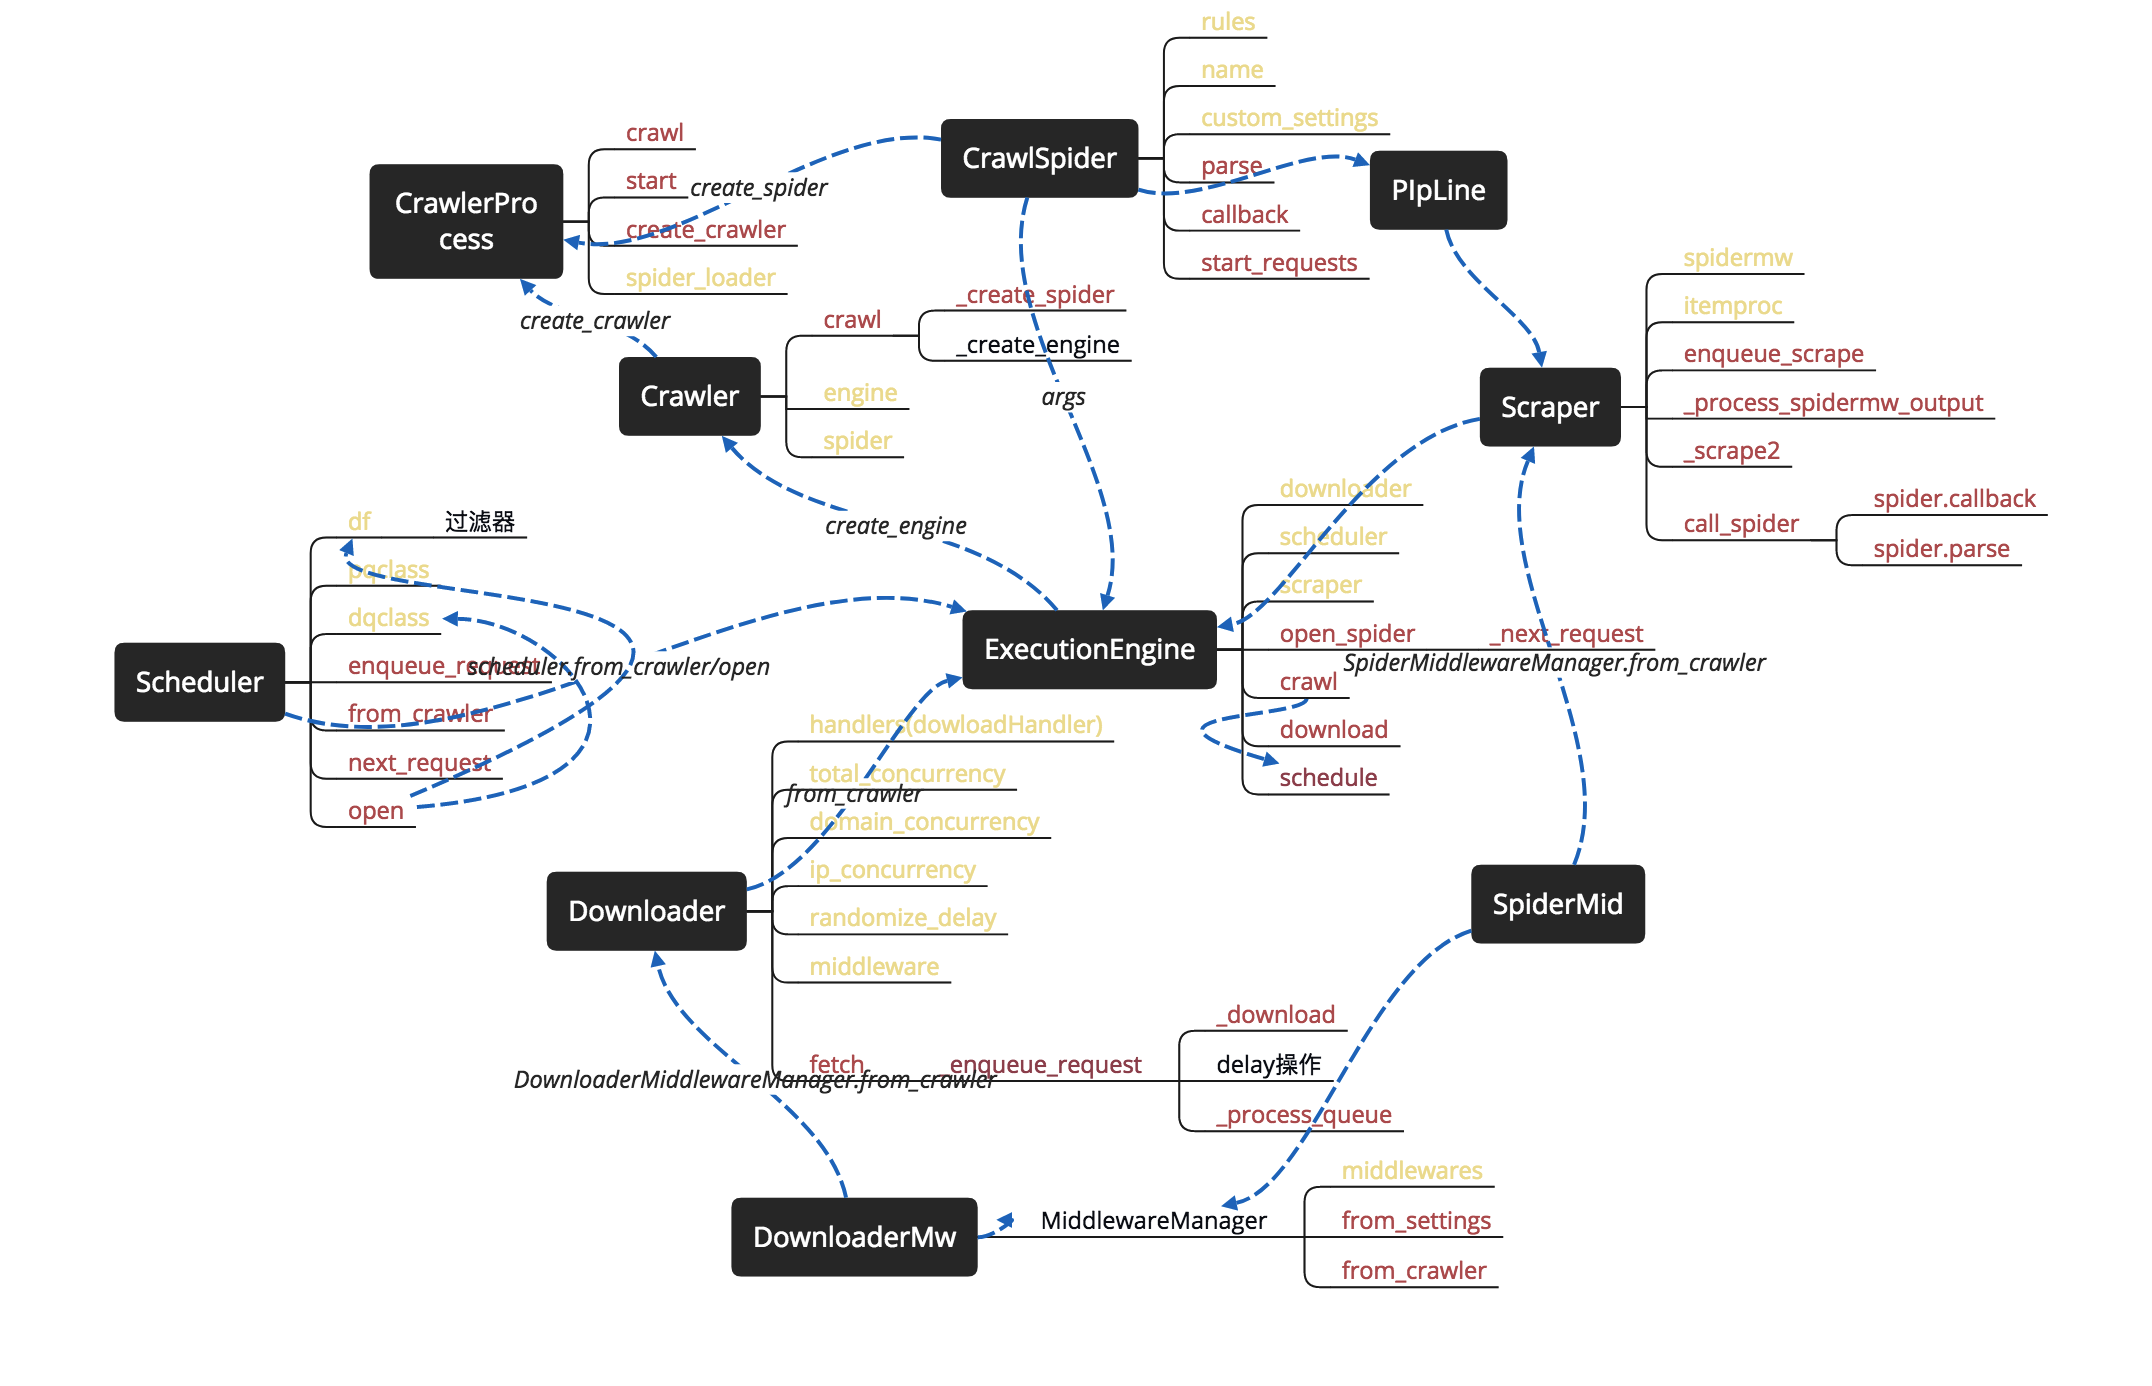 rules
name
custom_settings
parse
callback
start_requests
CrawlSpider
PIpLine
crawl
start
create_crawler
spider_loader
CrawlerPro
cess
create_spider
create_crawler
Crawler
crawl
_create_spider
_create_engine
engine
spider
args
create_engine
spidermw
itemproc
enqueue_scrape
_process_spidermw_output
_scrape2
call_spider
spider.callback
spider.parse
Scraper
df
过滤器
pqclass
dqclass
enqueue_request
from_crawler
next_request
open
Scheduler
scheduler.from_crawler/open
ExecutionEngine
downloader
scheduler
scraper
open_spider
_next_request
crawl
download
schedule
SpiderMiddlewareManager.from_crawler
handlers(dowloadHandler)
total_concurrency
from_crawler
domain_concurrency
ip_concurrency
randomize_delay
middleware
Downloader
SpiderMid
fetch
_enqueue_request
_download
delay操作
_process_queue
DownloaderMiddlewareManager.from_crawler
DownloaderMw
MiddlewareManager
middlewares
from_settings
from_crawler